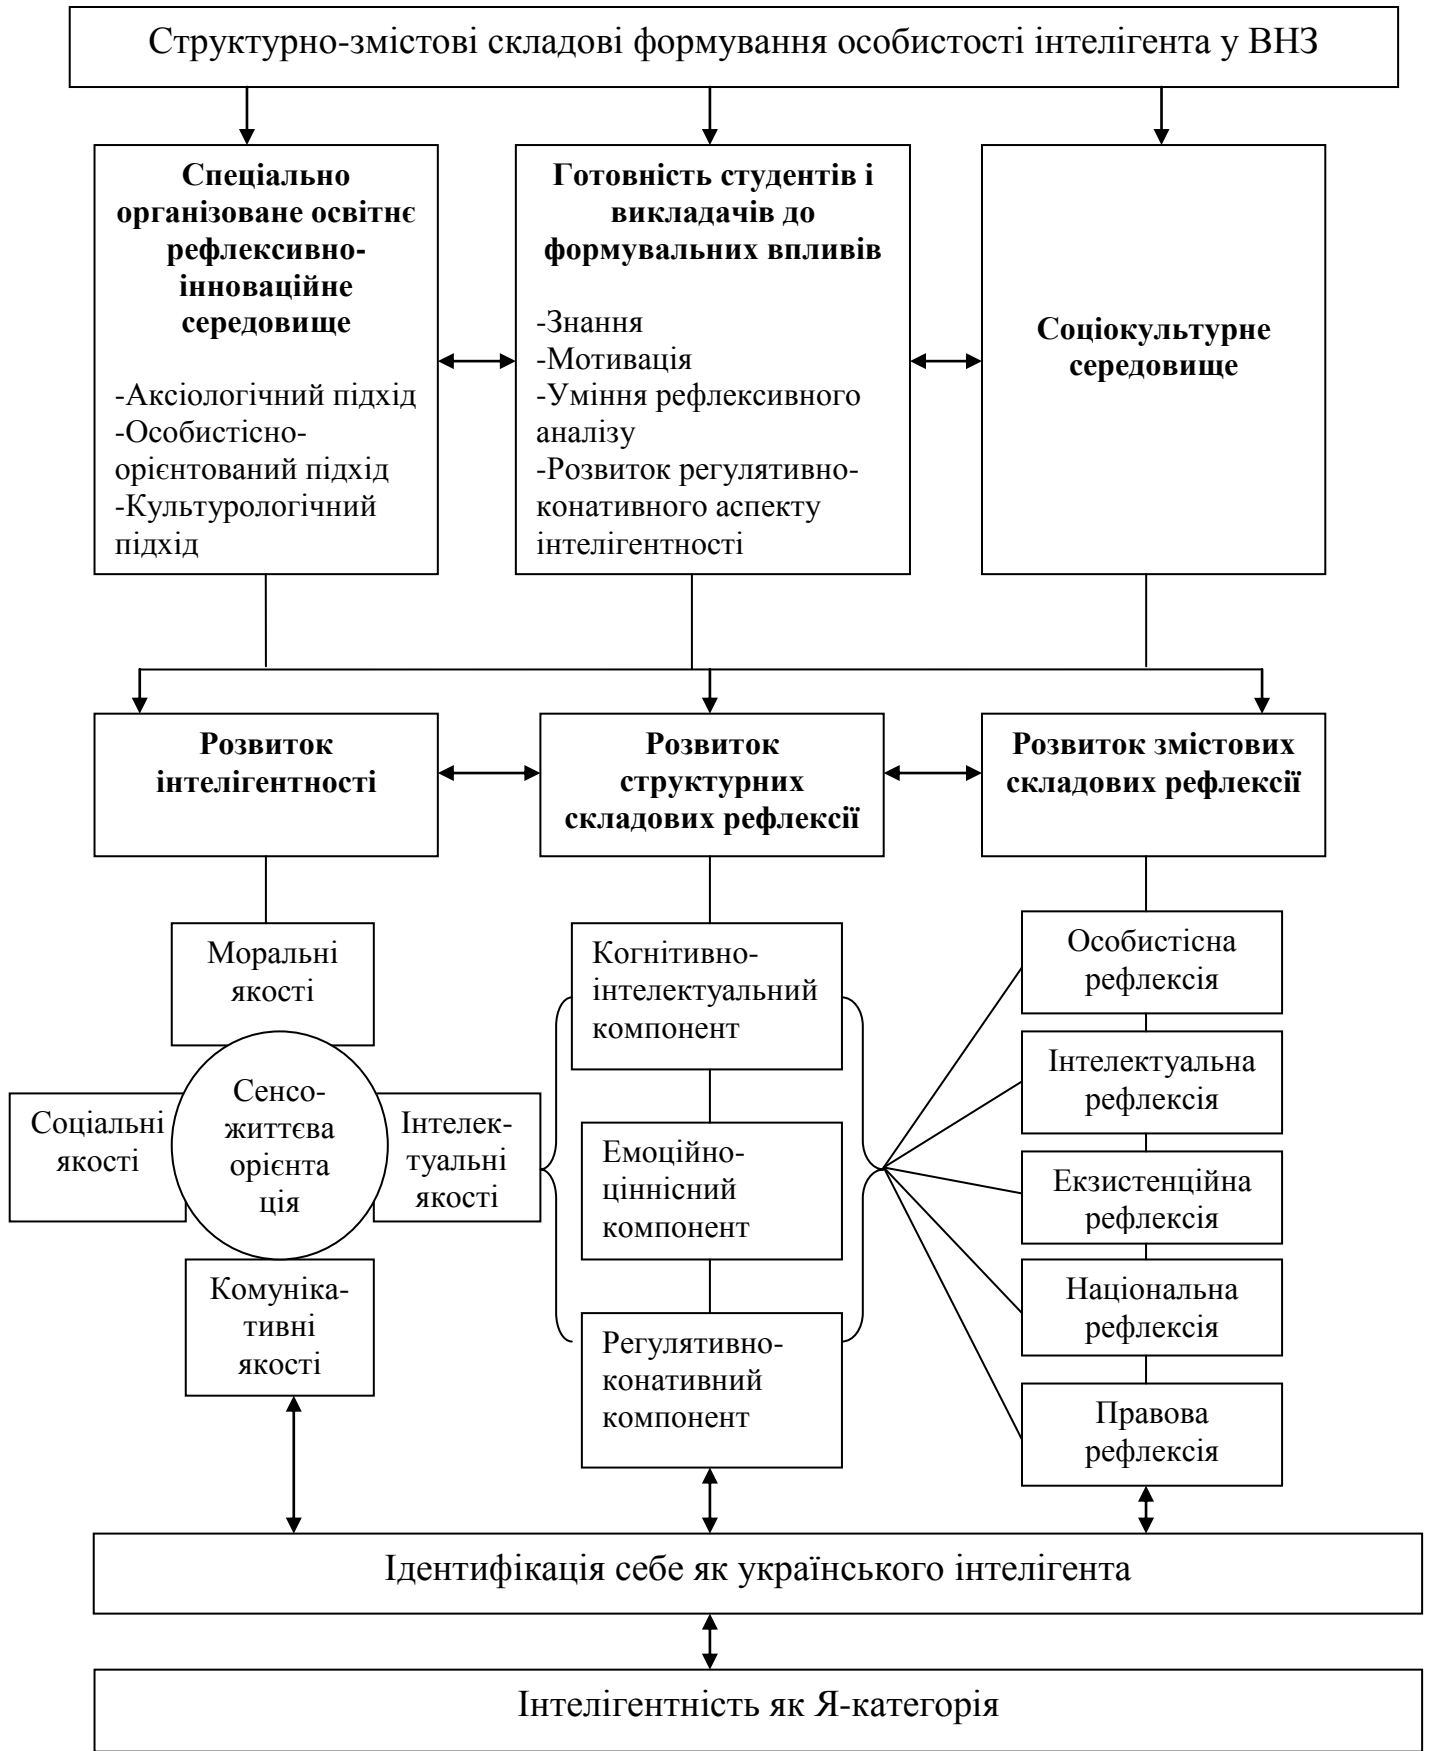 Структурно-змістові складові формування особистості інтелігента у ВНЗ
Спеціально
організоване освітнє
рефлексивно-
інноваційне
середовище
-Аксіологічний підхід
-Особистісно-
орієнтований підхід
-Культурологічний
підхід
Готовність студентів і
викладачів до
формувальних впливів
-Знання
-Мотивація
-Уміння рефлексивного
аналізу
-Розвиток регулятивно-
конативного аспекту
інтелігентності
Соціокультурне
середовище
Розвиток
інтелігентності
Розвиток
структурних
складових рефлексії
Розвиток змістових
складових рефлексії
Моральні
якості
Соціальні
якості
Сенсо-
життєва
орієнта
ція
Інтелек-
туальні
якості
Комуніка-
тивні
якості
Когнітивно-
інтелектуальний
компонент
Емоційно-
ціннісний
компонент
Регулятивно-
конативний
компонент
Особистісна
рефлексія
Інтелектуальна
рефлексія
Екзистенційна
рефлексія
Національна
рефлексія
Правова
рефлексія
Ідентифікація себе як українського інтелігента
Інтелігентність як Я-категорія